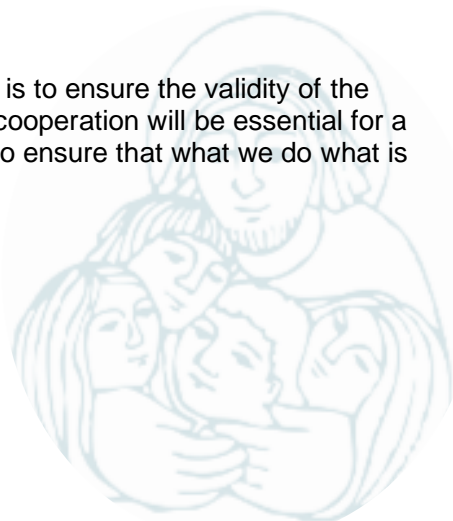 is to ensure the validity of the
cooperation will be essential for a
o ensure that what we do what is